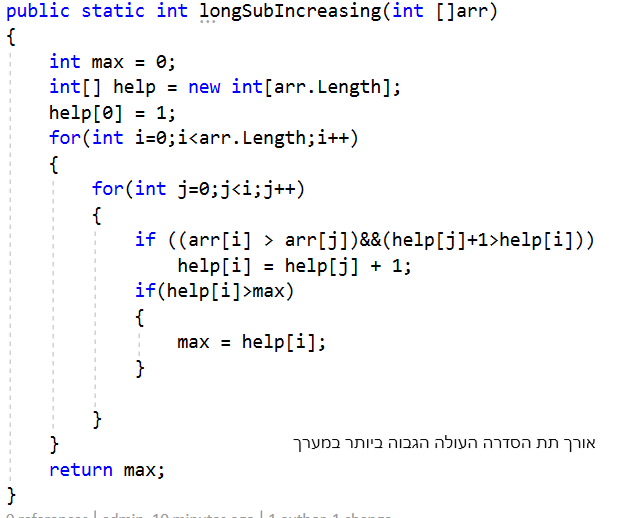 public static int longSubIncreasing(int []arr)
{
int max = 0;
int[] help = new int[arr.Length];
help[0] = 1;
for(int i=0;i<arr.Length;i++)
{
for(int j=0;j<i;j++)
{
if ((arr[i] > arr[j])&&(help[j]+1>help[i]))
help[i] = help[j] + 1;
if(help[i]>max)
{
max = help[i];
}
}
}
אורך תת הסדרה העולה הגבוה ביותר במערך
return max;
}